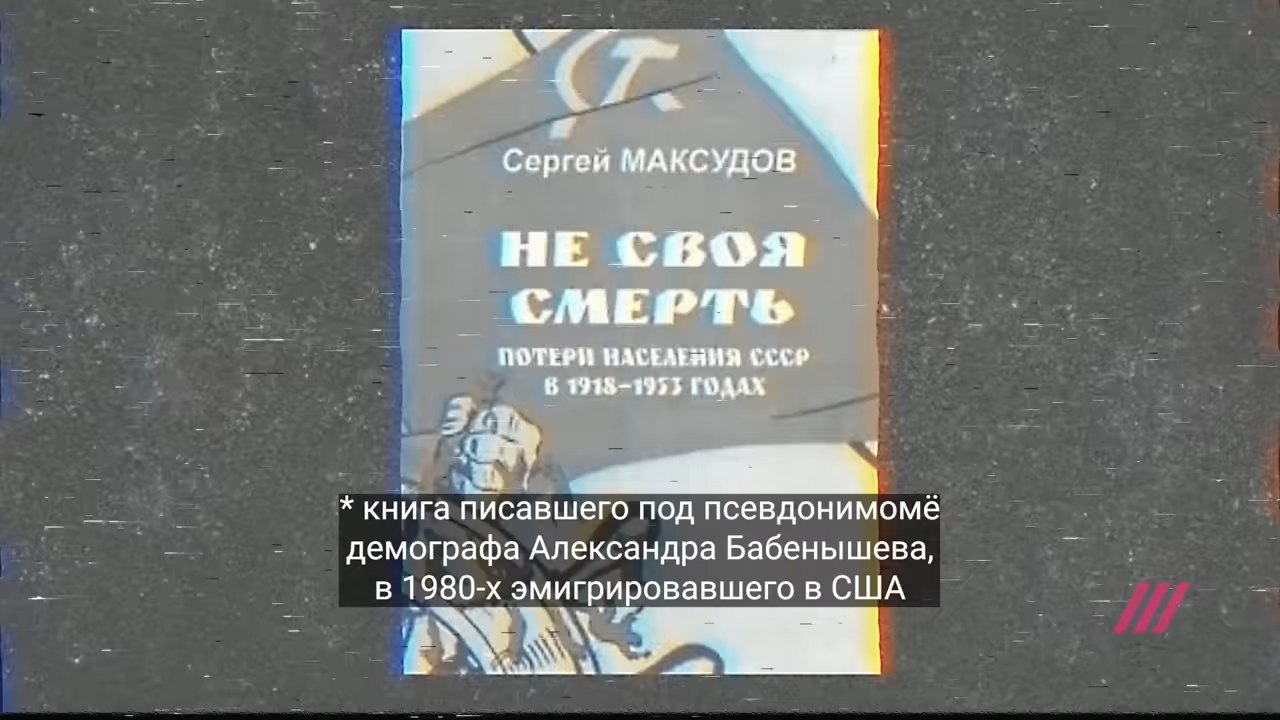 Сергей МАКСУДОВ
НЕ СВОЯ
СМЕРТЬ
ПОТЕРИ НАСЕЛЕНИЯ СССР
В 1918–1953 ГОДАХ
* книга писавшего под псевдонимомё
демографа Александра Бабенышева,
в 1980-х эмигрировавшего в США